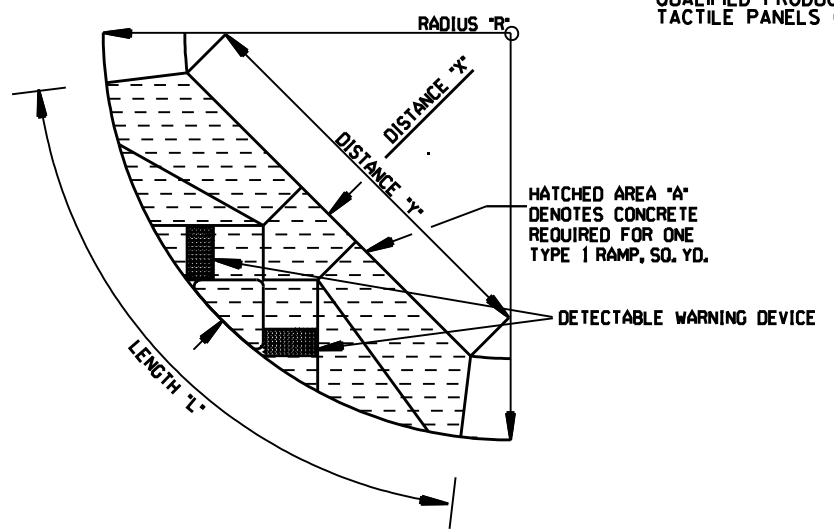 TACTILE PANELS
RADIUS "R"
DISTANCE "X"
DISTANCE "Y"
HATCHED AREA "A"
DENOTES CONCRETE
REQUIRED FOR ONE
TYPE 1 RAMP, SQ. YD.
DETECTABLE WARNING DEVICE
LENGTH "L"